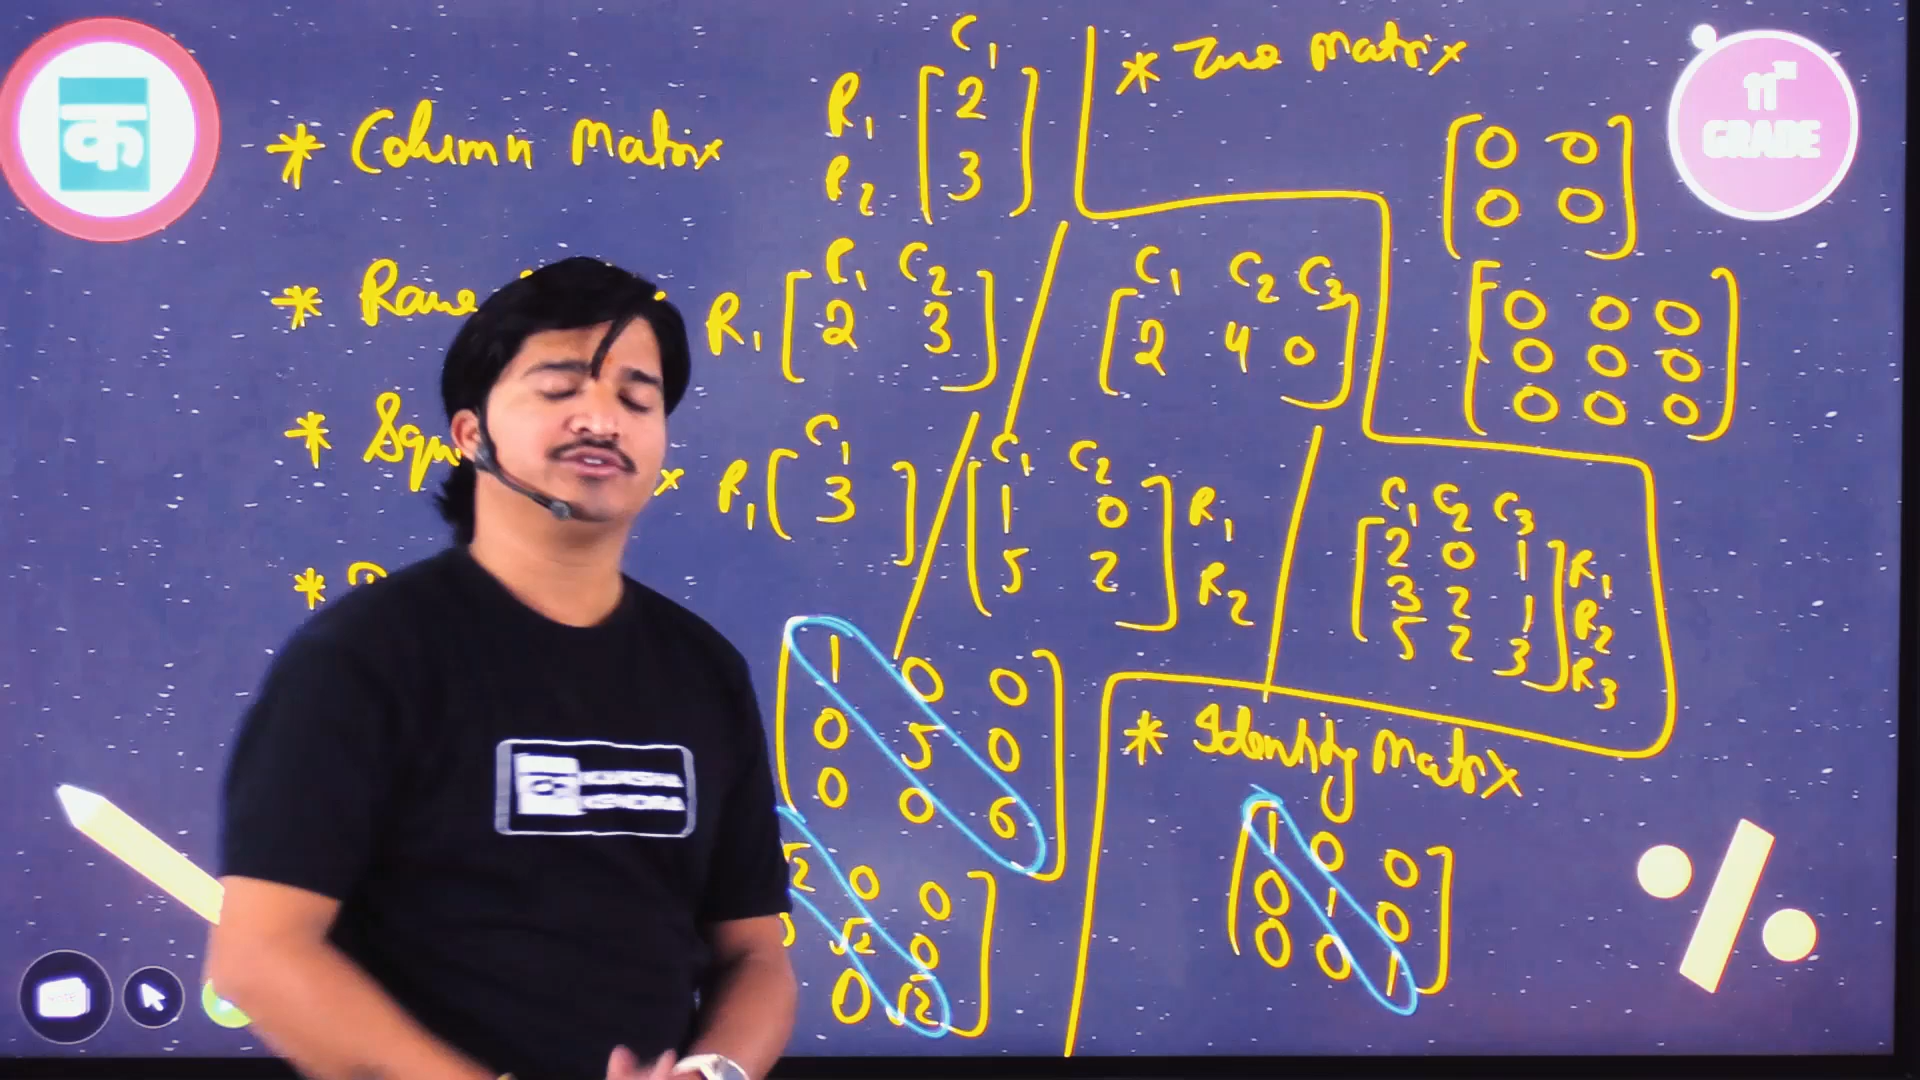 क
11TH
GRADE
* Column Matrix
C1
R1 [ 2 ]
R2 [ 3 ]
* Zero Matrix
[ 0 0 ]
[ 0 0 ]
[ 0 0 0 ]
[ 0 0 0 ]
[ 0 0 0 ]
*
C2
R1 [ 2 3 ]
C1 C2 C3
[ 2 4 0 ]
*
C1
R1 [ 3 ]
C1 C2
[ 1 0 ] R1
[ 5 2 ] R2
C1 C2 C3
[ 2 0 1 ] R1
[ 3 2 1 ] R2
[ 5 2 3 ] R3
*
[ 1 0 0 ]
[ 0 5 0 ]
[ 0 0 6 ]
√2 0 0 ]
√2 0 ]
0 √2 ]
* Identity Matrix
[ 1 0 0 ]
[ 0 1 0 ]
[ 0 0 1 ]